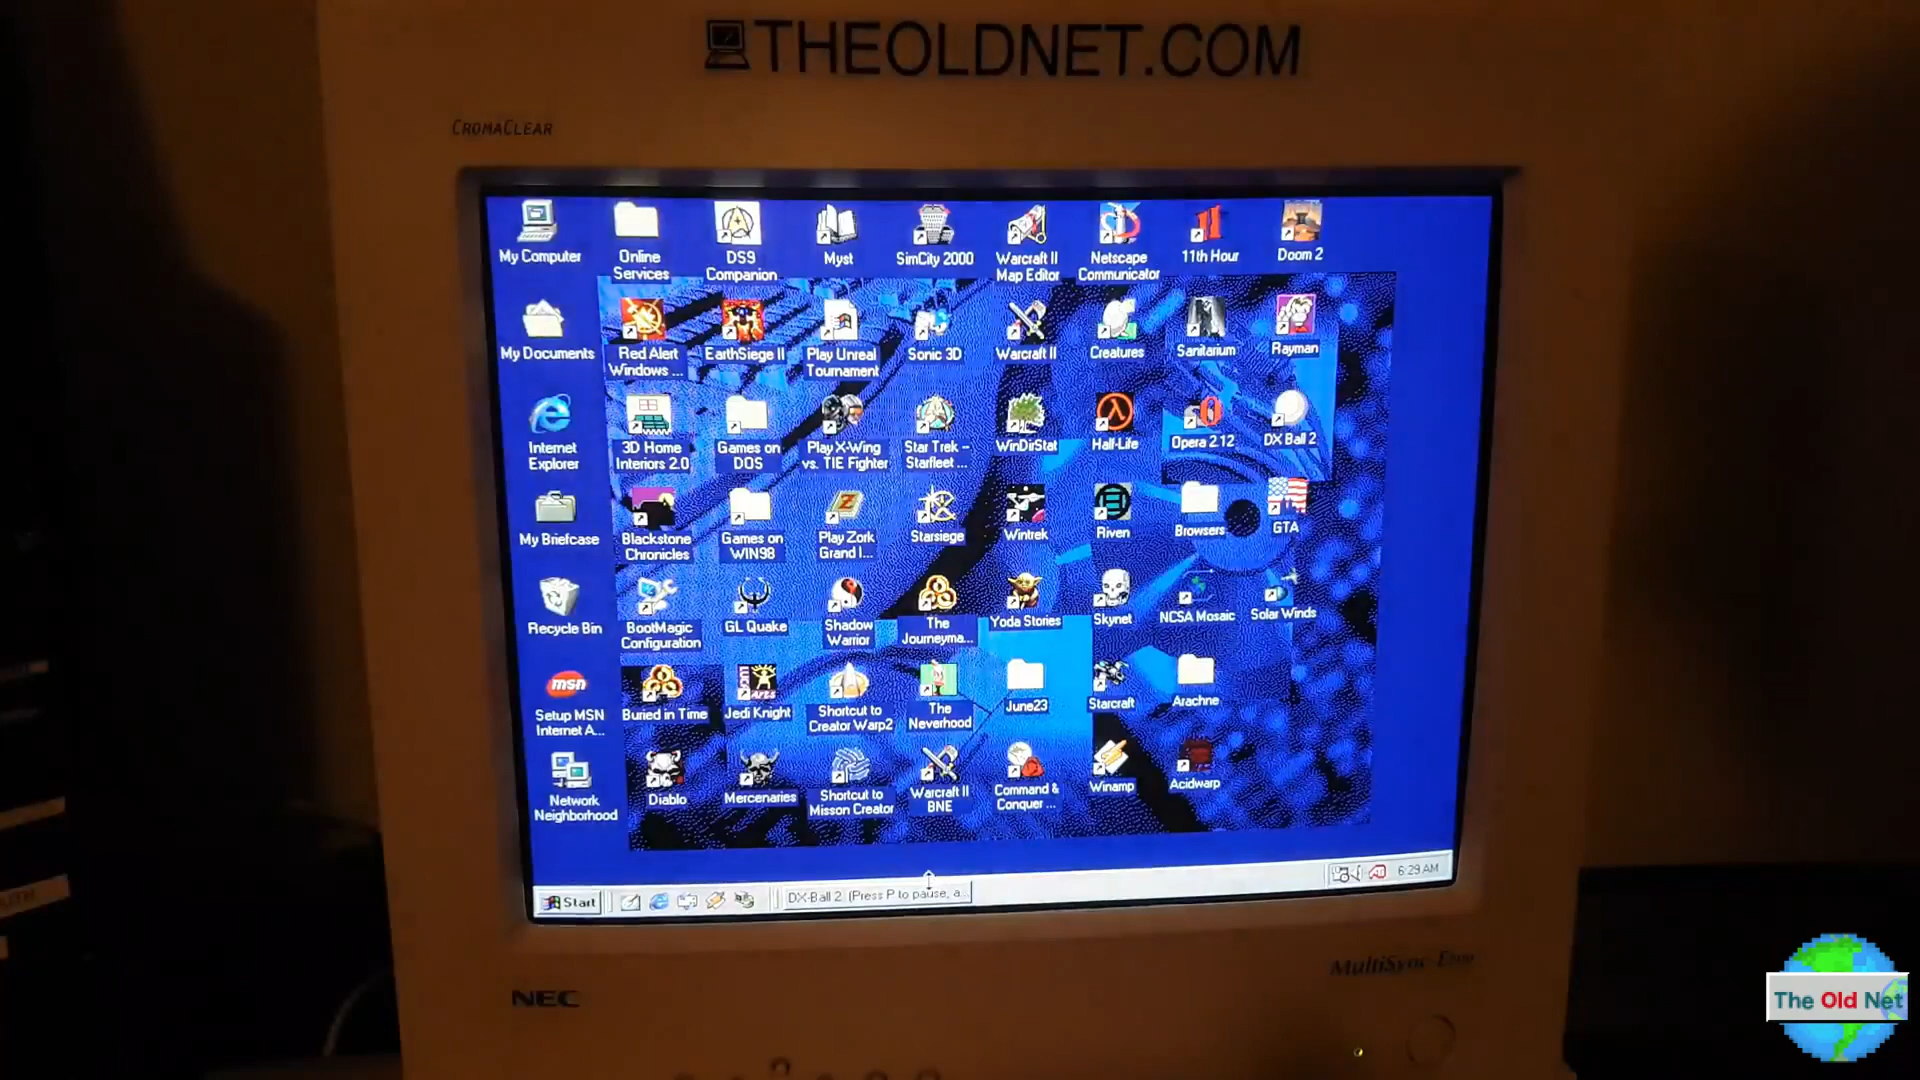 THEOLDNET.COM
CROMACLEAR
My Computer
Online
Services
DS9
Companion
Myst
SimCity 2000
Warcraft II
Map Editor
Netscape
Communicator
11th Hour
Doom 2
My Documents
Red Alert
Windows ...
EarthSiege II
Play Unreal
Tournament
Sonic 3D
Warcraft II
Creatures
Sanitarium
Rayman
Internet
Explorer
3D Home
Interiors 2.0
Games on
DOS
Play X-Wing
vs. TIE Fighter
Star Trek --
Starfleet ...
WinDirStat
Half-Life
Opera 2.12
DX Ball 2
My Briefcase
Blackstone
Chronicles
Games on
WIN98
Play Zork
Grand I...
Starsiege
Wintrek
Riven
Browsers
GTA
Recycle Bin
BootMagic
Configuration
GL Quake
Shadow
Warrior
The
Journeyma...
Yoda Stories
Skynet
NCSA Mosaic
Solar Winds
msn
Setup MSN
Internet A...
Buried in Time
LUCAS
ARTS
Jedi Knight
Shortcut to
Creator Warp2
The
Neverhood
June23
Starcraft
Arachne
Network
Neighborhood
Diablo
Mercenaries
Shortcut to
Misson Creator
Warcraft II
BNE
Command &
Conquer ...
Winamp
Acidwarp
Start
DX-Ball 2 (Press P to pause, a...
6:29 AM
NEC
MultiSync
The Old Net